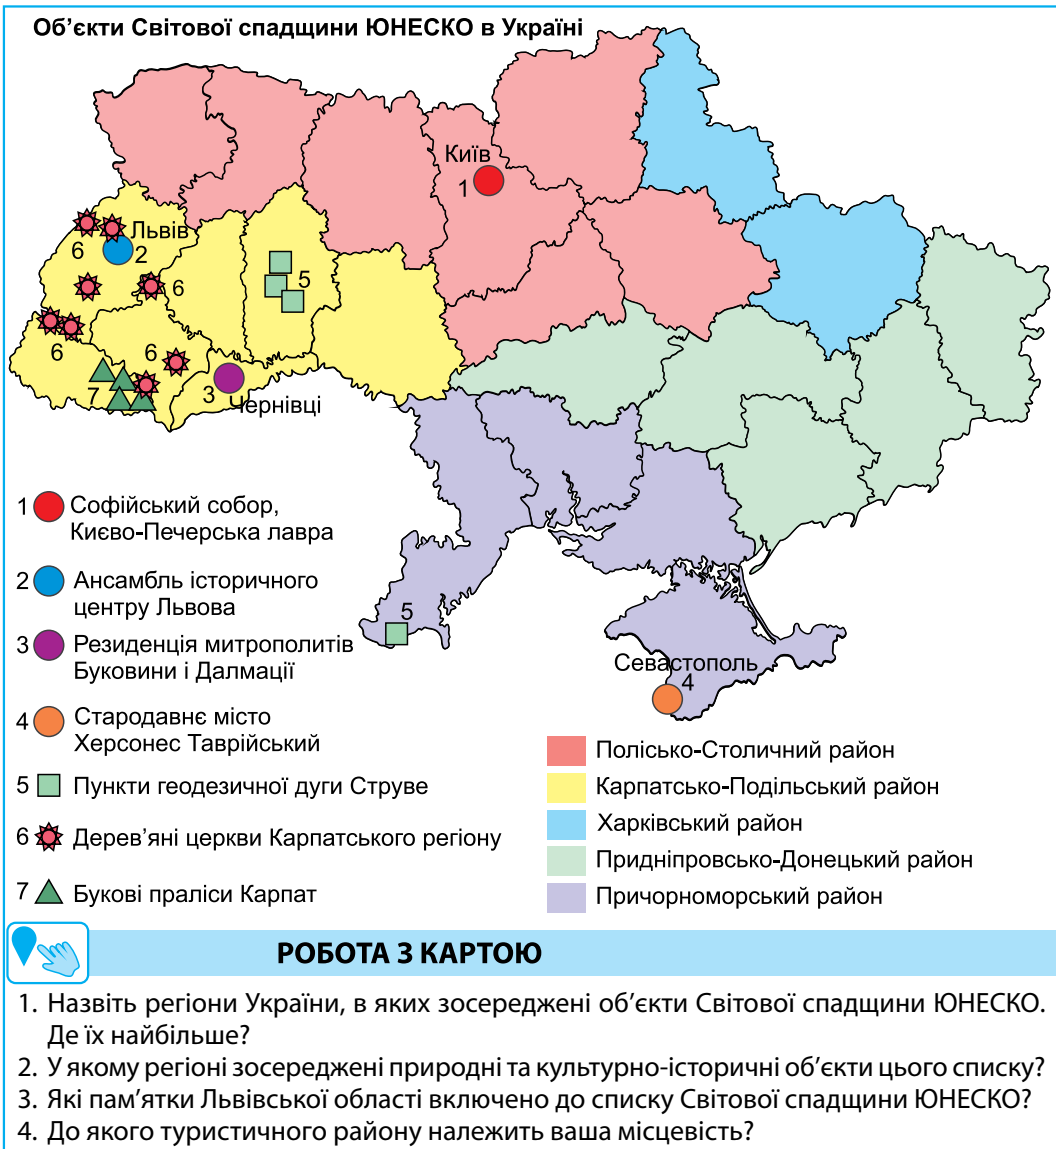 Об’єкти Світової спадщини ЮНЕСКО в Україні
Київ
1
Львів
6
2
6
5
6
6
7
3
Чернівці
5
Севастополь
4
1 Софійський собор,
Києво-Печерська лавра
2 Ансамбль історичного
центру Львова
3 Резиденція митрополитів
Буковини і Далмації
4 Стародавнє місто
Херсонес Таврійський
5 Пункти геодезичної дуги Струве
6 Дерев’яні церкви Карпатського регіону
7 Букові праліси Карпат
Полісько-Столичний район
Карпатсько-Подільський район
Харківський район
Придніпровсько-Донецький район
Причорноморський район
РОБОТА З КАРТОЮ
1. Назвіть регіони України, в яких зосереджені об’єкти Світової спадщини ЮНЕСКО.
Де їх найбільше?
2. У якому регіоні зосереджені природні та культурно-історичні об’єкти цього списку?
3. Які пам’ятки Львівської області включено до списку Світової спадщини ЮНЕСКО?
4. До якого туристичного району належить ваша місцевість?